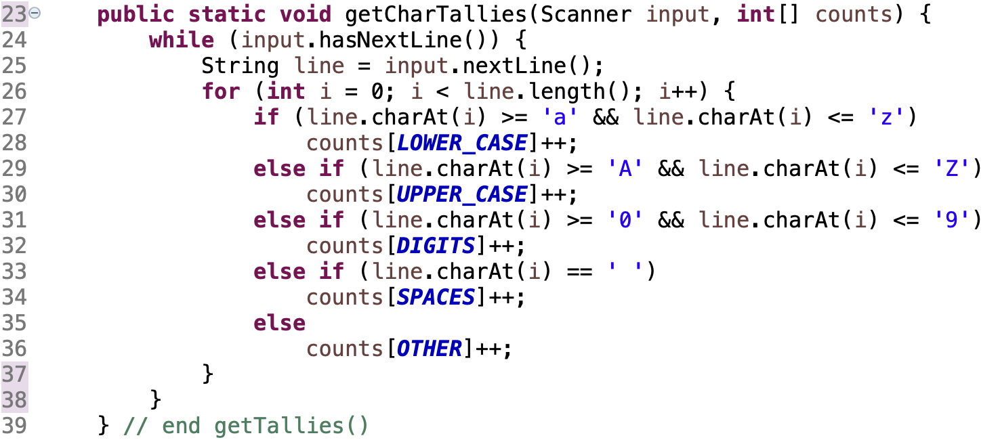 23 public static void getCharTallies(Scanner input, int[] counts) {
24 while (input.hasNextLine()) {
25 String line = input.nextLine();
26 for (int i = 0; i < line.length(); i++) {
27 if (line.charAt(i) >= 'a' && line.charAt(i) <= 'z')
28 counts[LOWER_CASE]++;
29 else if (line.charAt(i) >= 'A' && line.charAt(i) <= 'Z')
30 counts[UPPER_CASE]++;
31 else if (line.charAt(i) >= '0' && line.charAt(i) <= '9')
32 counts[DIGITS]++;
33 else if (line.charAt(i) == ' ')
34 counts[SPACES]++;
35 else
36 counts[OTHER]++;
37 }
38 }
39 } // end getTallies()